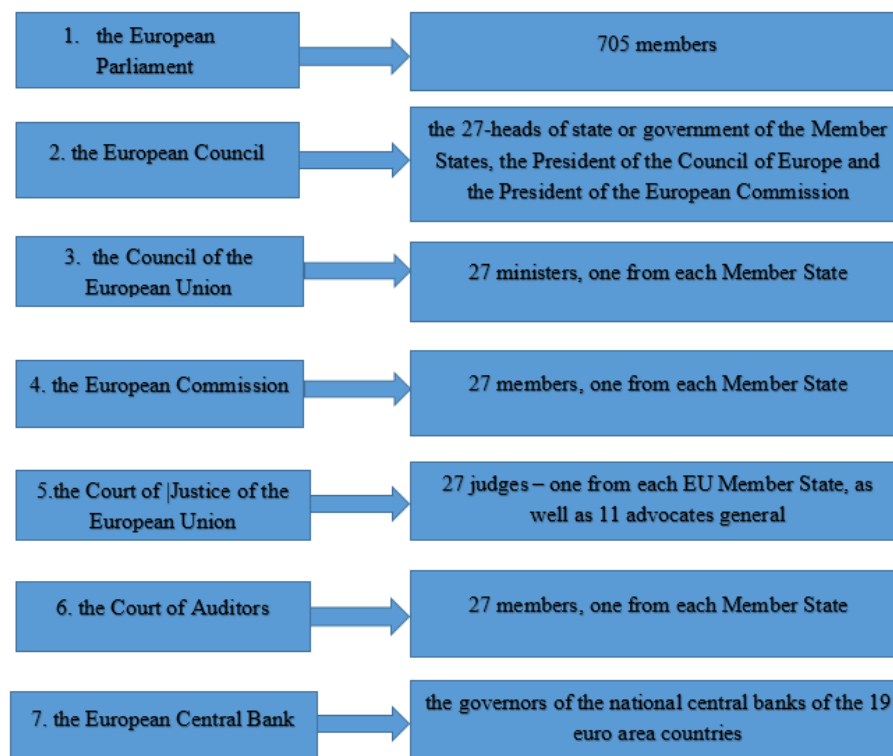 1. the European
Parliament
705 members
2. the European Council
the 27-heads of state or government of the Member
States, the President of the Council of Europe and
the President of the European Commission
3. the Council of the
European Union
27 ministers, one from each Member State
4. the European Commission
27 members, one from each Member State
5.the Court of |Justice of the
European Union
27 judges – one from each EU Member State, as
well as 11 advocates general
6. the Court of Auditors
27 members, one from each Member State
7. the European Central Bank
the governors of the national central banks of the 19
euro area countries